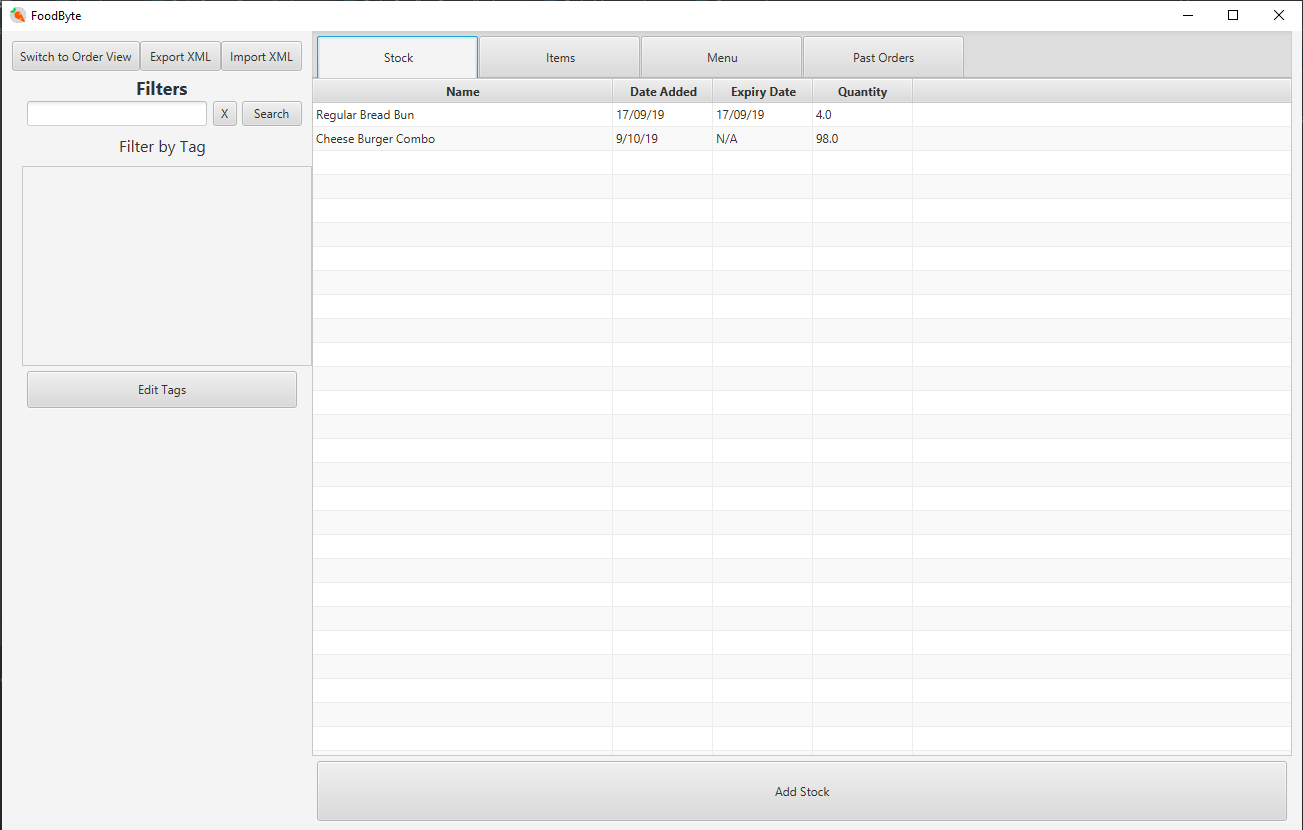 FoodByte
Switch to Order View Export XML Import XML
Filters
X Search
Filter by Tag
Edit Tags
Stock Items Menu Past Orders
Name Date Added Expiry Date Quantity
Regular Bread Bun 17/09/19 17/09/19 4.0
Cheese Burger Combo 9/10/19 N/A 98.0
Add Stock